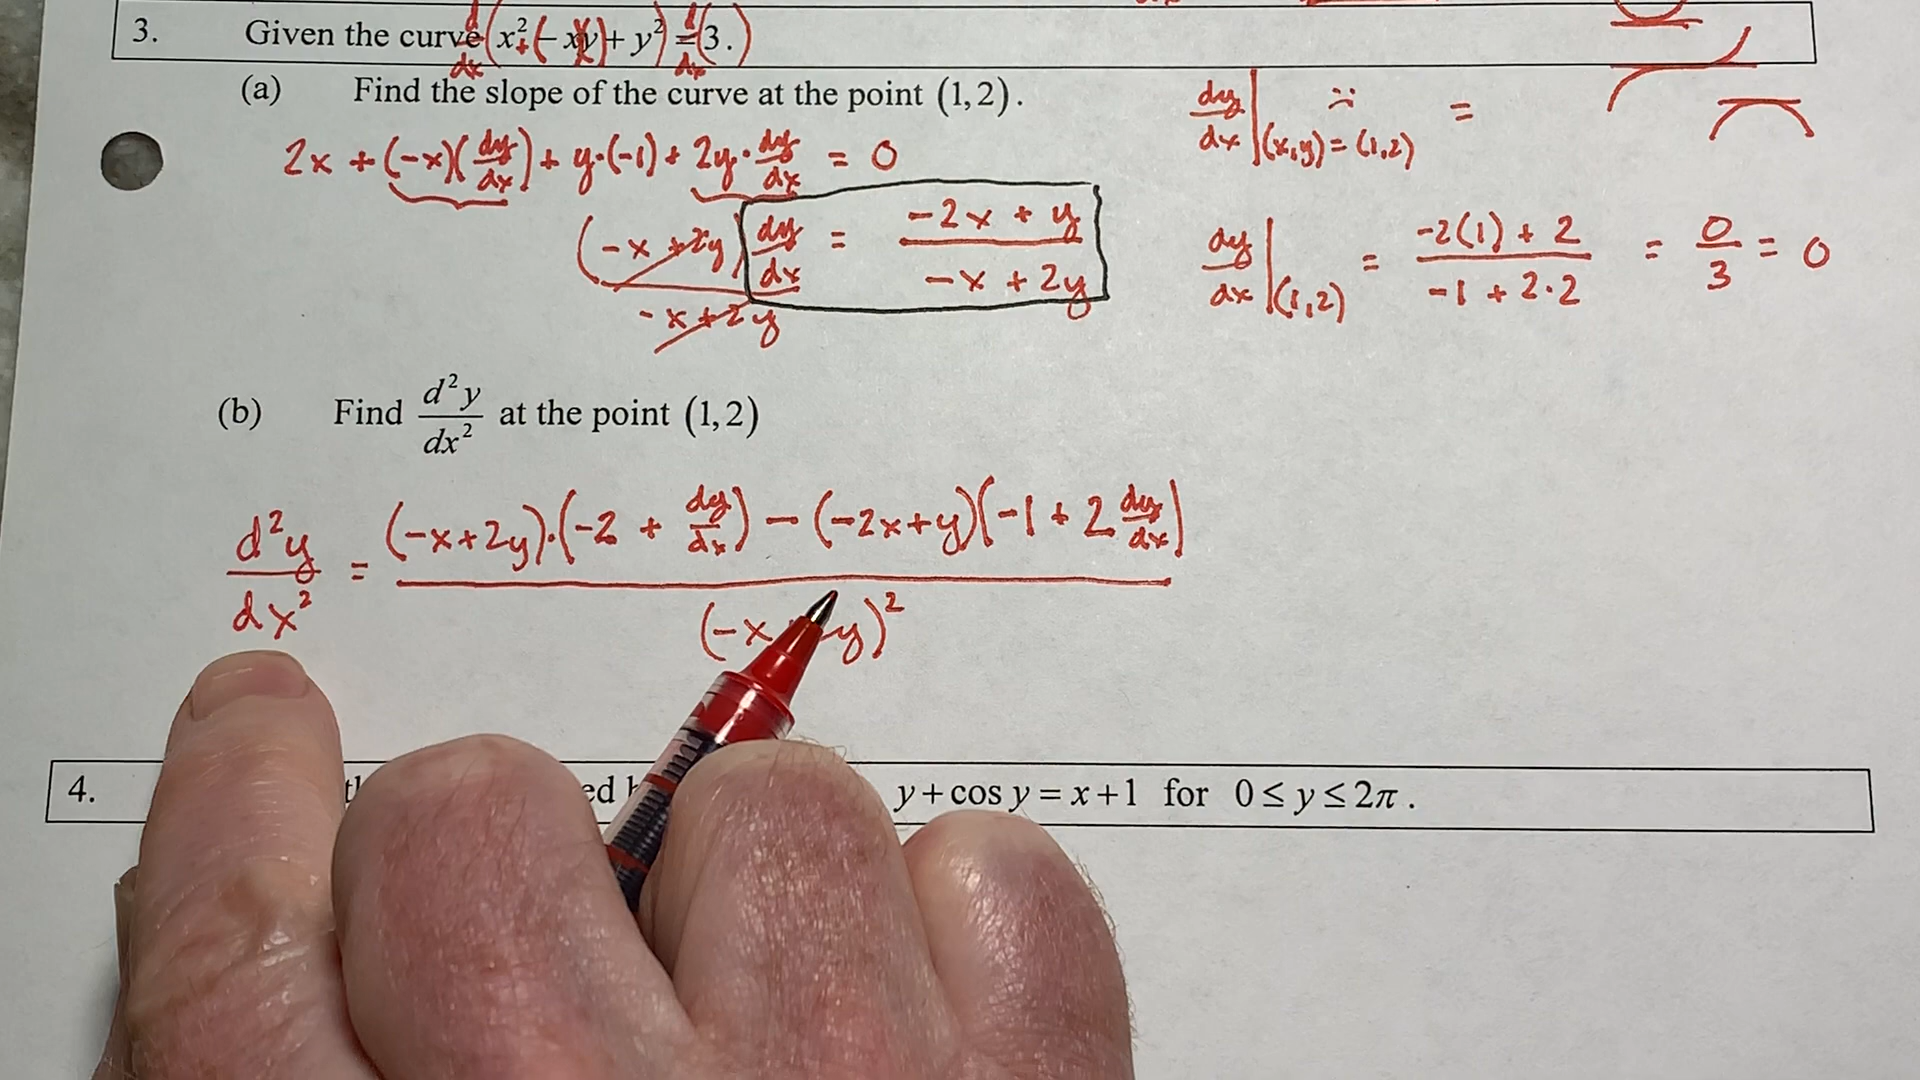 3. Given the curve d/dx (x² + (-xy) + y²) = d/dx (3.)
(a) Find the slope of the curve at the point (1, 2).
dy/dx |(x,y) = (1,2) =
2x + (-x)(dy/dx) + y·(-1) + 2y·dy/dx = 0
(-x + 2y) dy/dx = -2x + y / -x + 2y
-x + 2y
dy/dx |(1,2) = -2(1) + 2 / -1 + 2·2 = 0/3 = 0
(b) Find d²y/dx² at the point (1, 2)
d²y/dx² = (-x+2y)·(-2 + dy/dx) - (-2x+y)(-1 + 2 dy/dx)
(-x y)²
4. y + cos y = x + 1 for 0 ≤ y ≤ 2π.